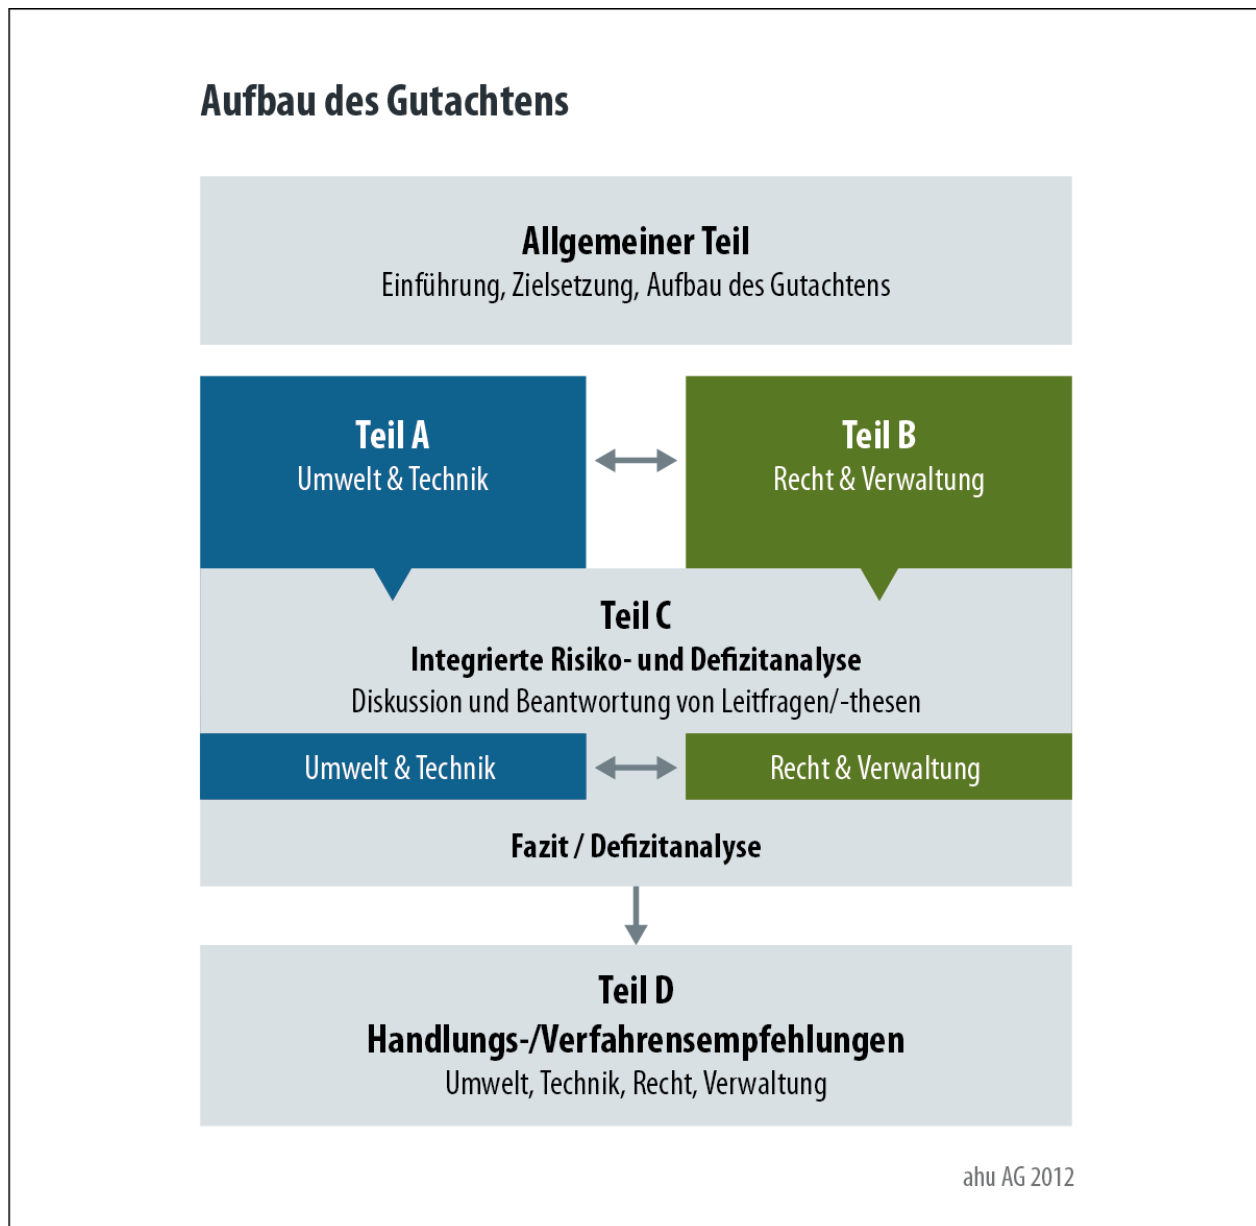 Aufbau des Gutachtens
Allgemeiner Teil
Einführung, Zielsetzung, Aufbau des Gutachtens
Teil A
Umwelt & Technik
Teil B
Recht & Verwaltung
Teil C
Integrierte Risiko- und Defizitanalyse
Diskussion und Beantwortung von Leitfragen/-thesen
Umwelt & Technik
Recht & Verwaltung
Fazit / Defizitanalyse
Teil D
Handlungs-/Verfahrensempfehlungen
Umwelt, Technik, Recht, Verwaltung
ahu AG 2012